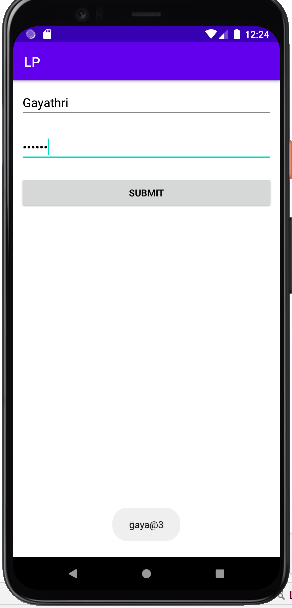 12:24
LP
Gayathri
••••••
SUBMIT
gaya@3
L